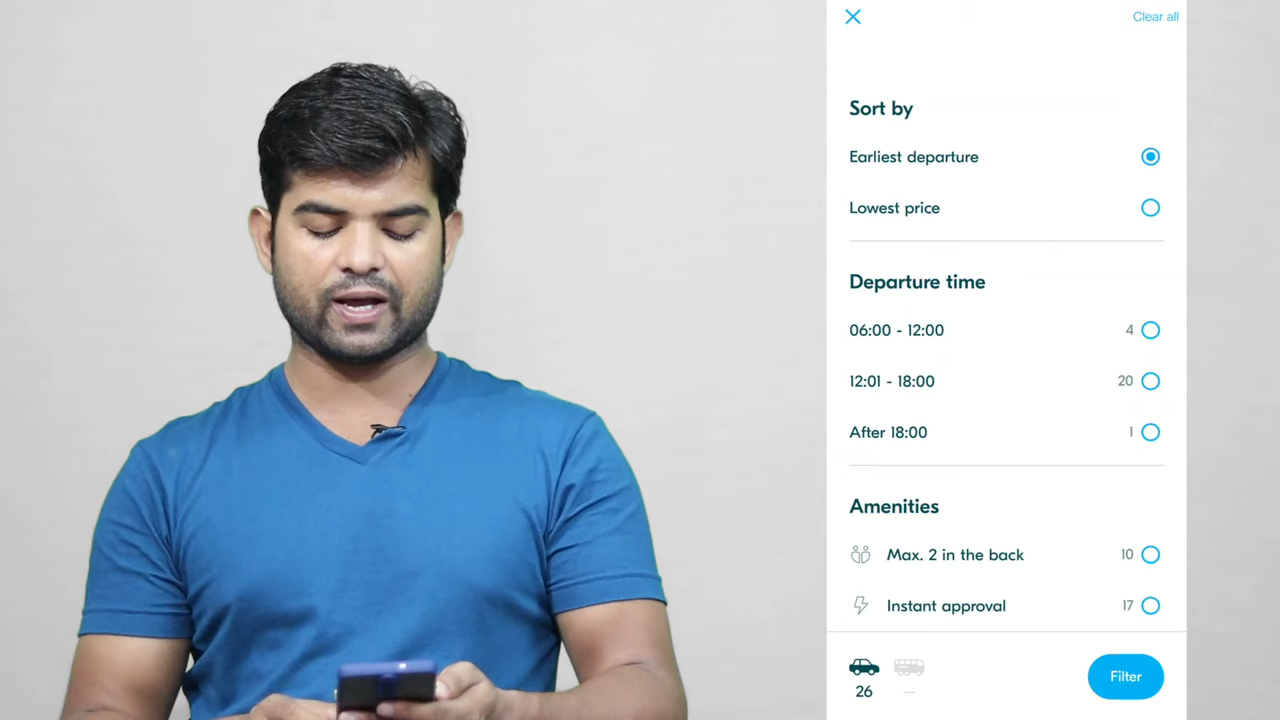 Clear all
Sort by
Earliest departure
Lowest price
Departure time
06:00 - 12:00 4
12:01 - 18:00 20
After 18:00 1
Amenities
Max. 2 in the back 10
Instant approval 17
26 —
Filter